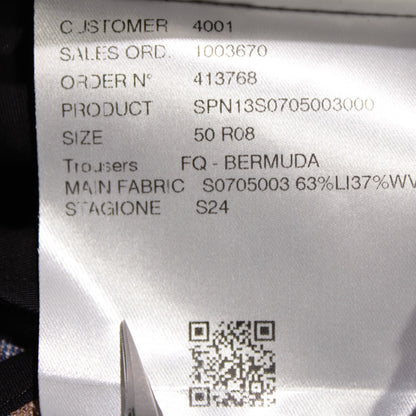 CUSTOMER 4001
SALES ORD. 1003670
ORDER N° 413768
PRODUCT SPN13S0705003000
SIZE 50 R08
Trousers FQ - BERMUDA
MAIN FABRIC S0705003 63%LI37%WV
STAGIONE S24